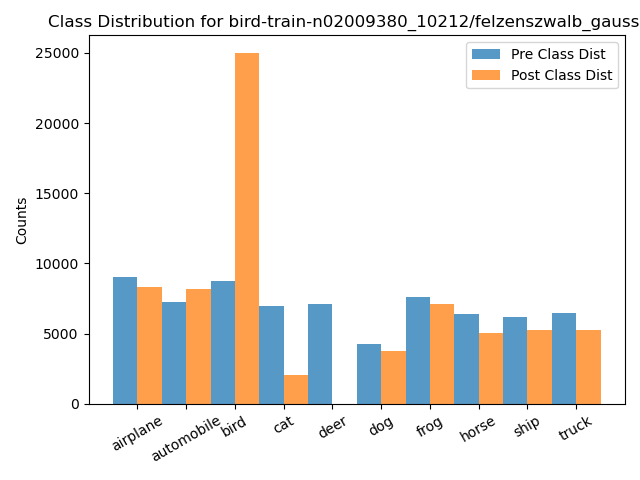 Class Distribution for bird-train-n02009380_10212/felzenszwalb_gauss
Pre Class Dist
Post Class Dist
Counts
25000
20000
15000
10000
5000
0
airplane
automobile
bird
cat
deer
dog
frog
horse
ship
truck